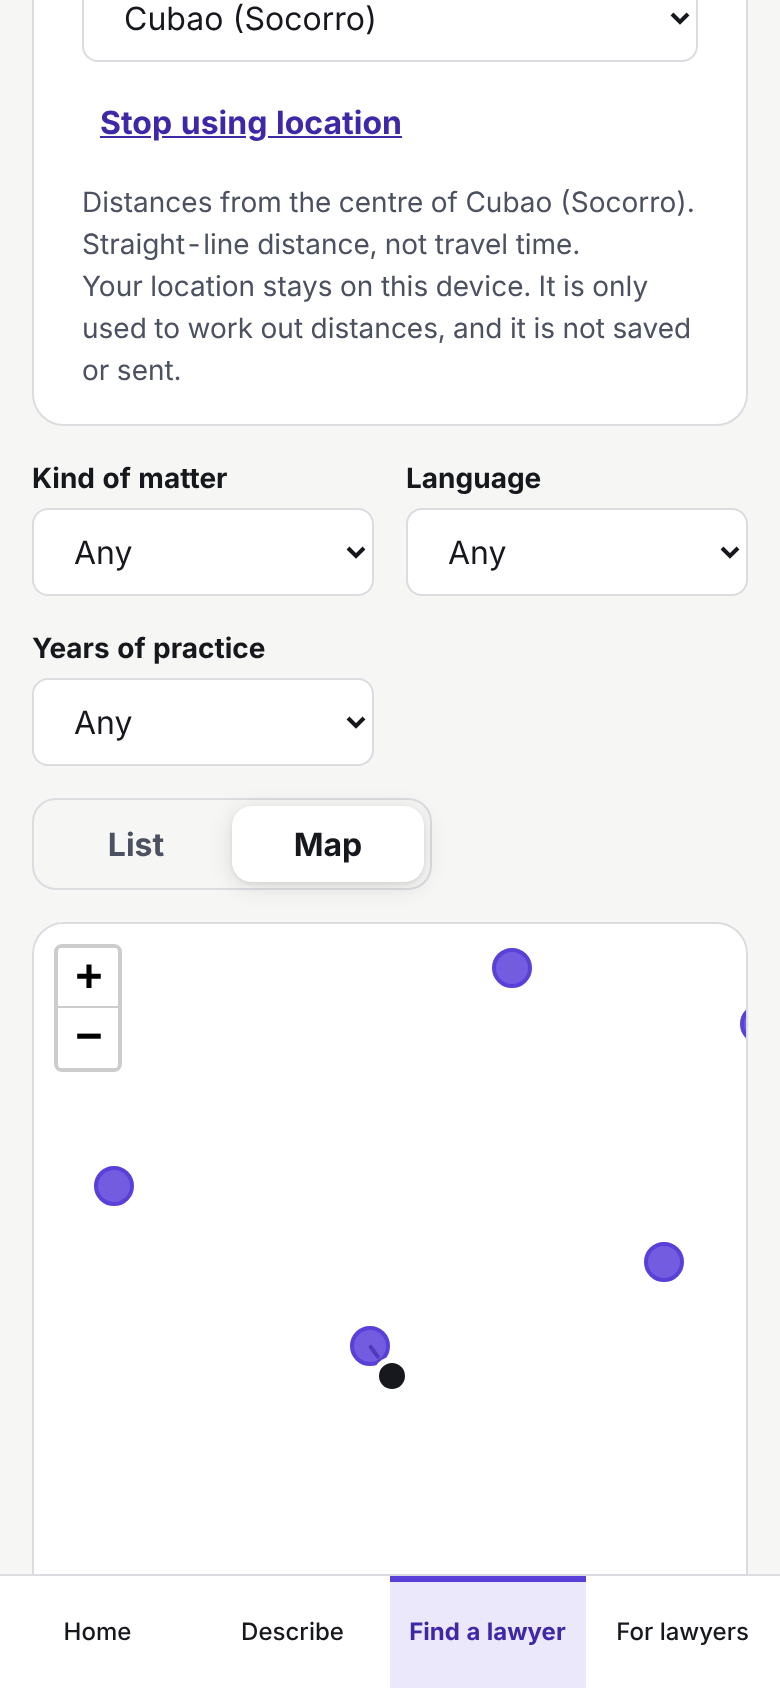 Cubao (Socorro)
Stop using location
Distances from the centre of Cubao (Socorro).
Straight-line distance, not travel time.
Your location stays on this device. It is only
used to work out distances, and it is not saved
or sent.
Kind of matter
Language
Any
Any
Years of practice
Any
List
Map
+
−
Home
Describe
Find a lawyer
For lawyers